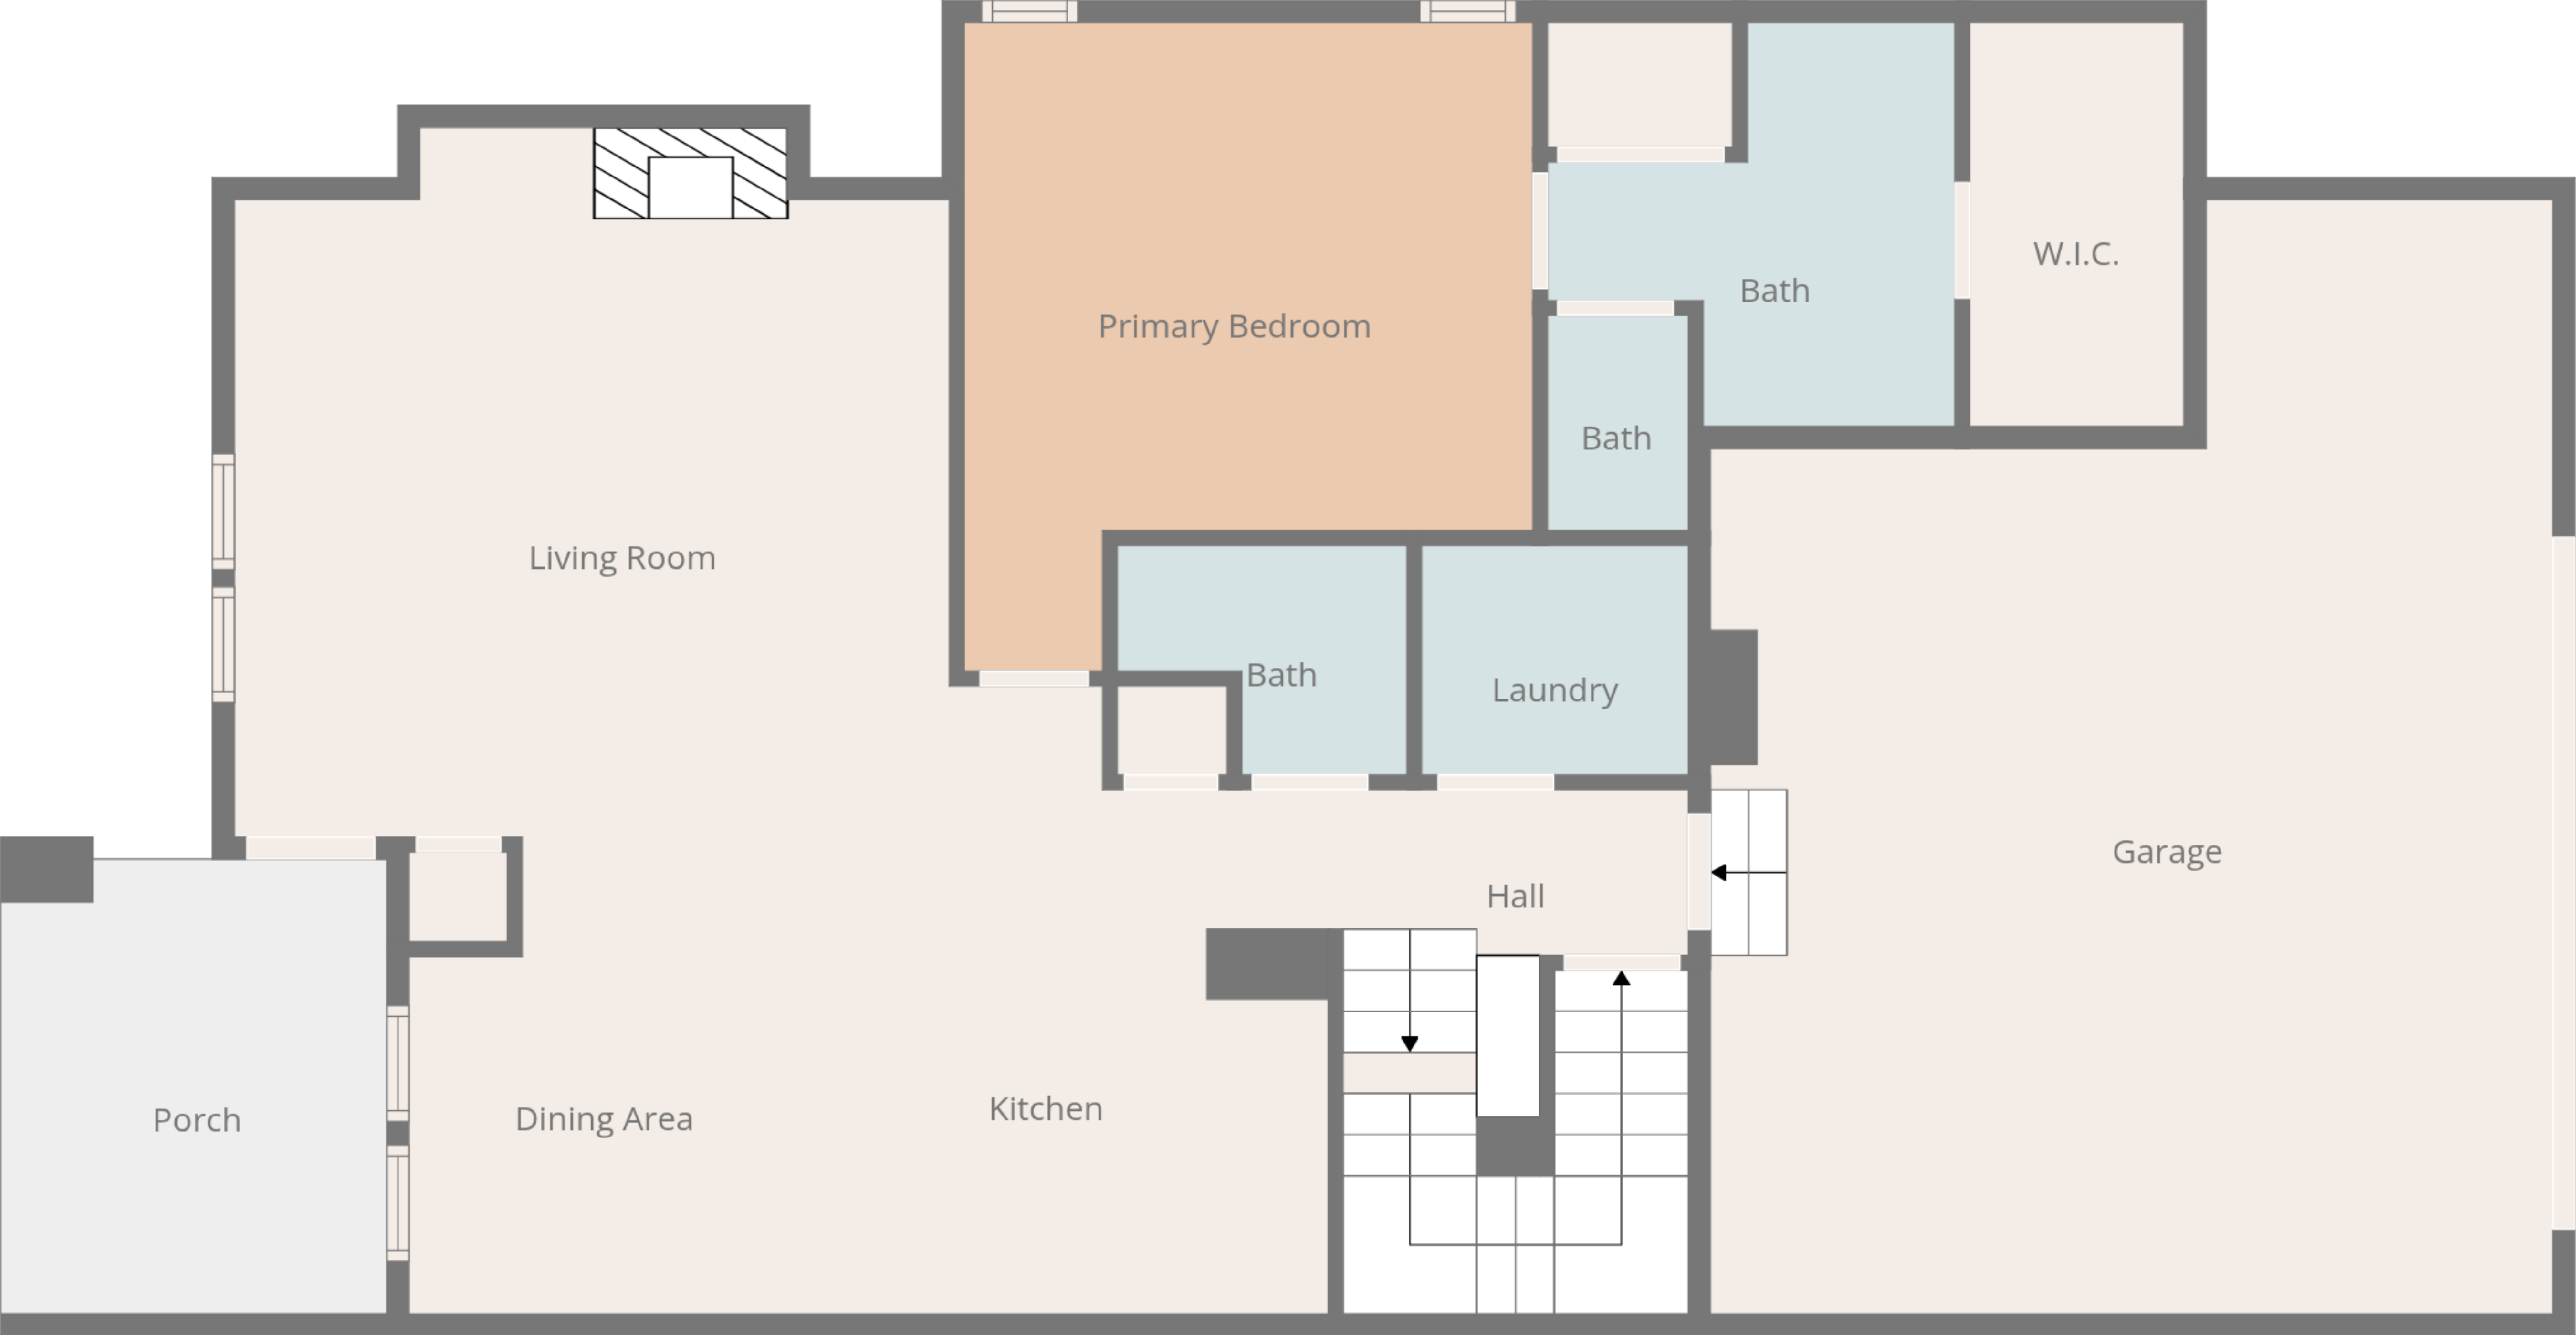 W.I.C.
Bath
Primary Bedroom
Bath
Living Room
Bath
Laundry
Garage
Hall
Kitchen
Dining Area
Porch